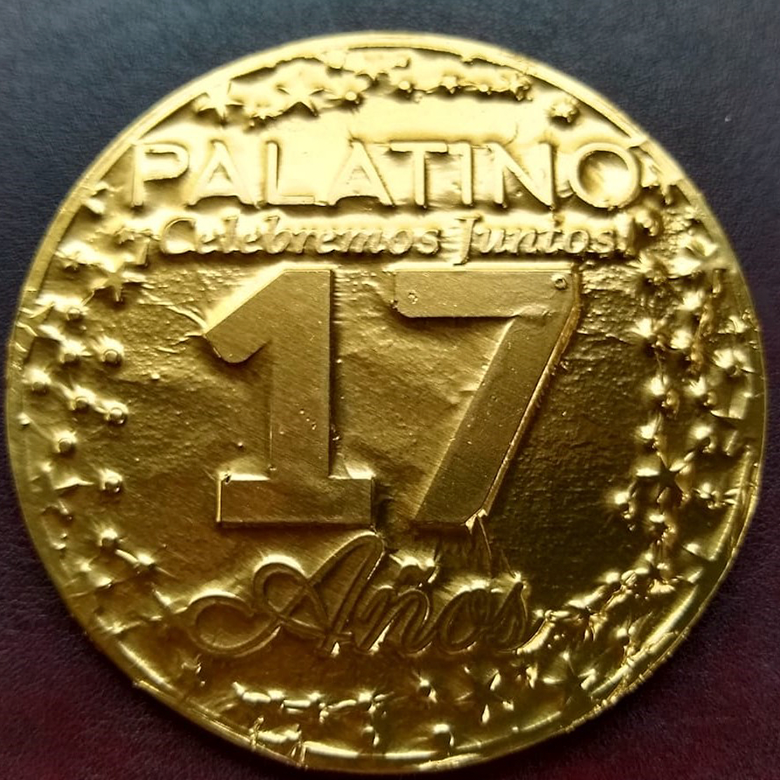 PALATINO
¡Celebremos Juntos!
17
Años